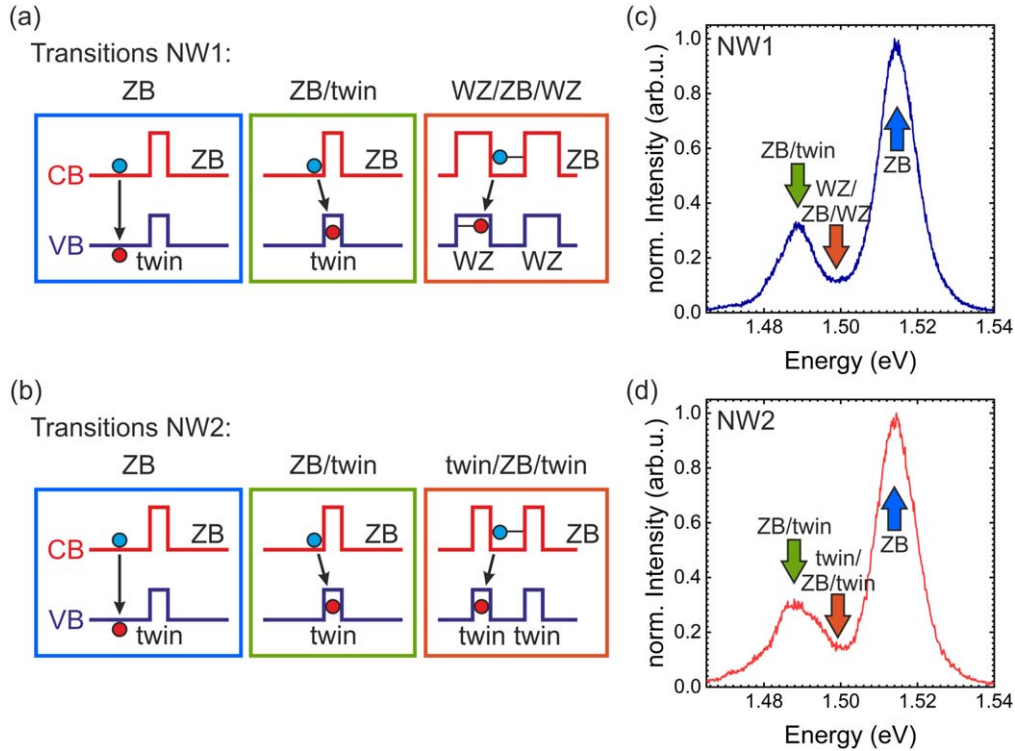 (a)
Transitions NW1:
ZB
ZB/twin
WZ/ZB/WZ
CB
ZB
ZB
ZB
VB
twin
twin
WZ
WZ
(b)
Transitions NW2:
ZB
ZB/twin
twin/ZB/twin
CB
ZB
ZB
ZB
VB
twin
twin
twin
twin
(c)
NW1
norm. Intensity (arb.u.)
1.0
0.8
0.6
0.4
0.2
0.0
ZB/twin
WZ/
ZB/WZ
ZB
1.48
1.50
1.52
1.54
Energy (eV)
(d)
NW2
norm. Intensity (arb.u.)
1.0
0.8
0.6
0.4
0.2
0.0
ZB/twin
twin/
ZB/twin
ZB
1.48
1.50
1.52
1.54
Energy (eV)